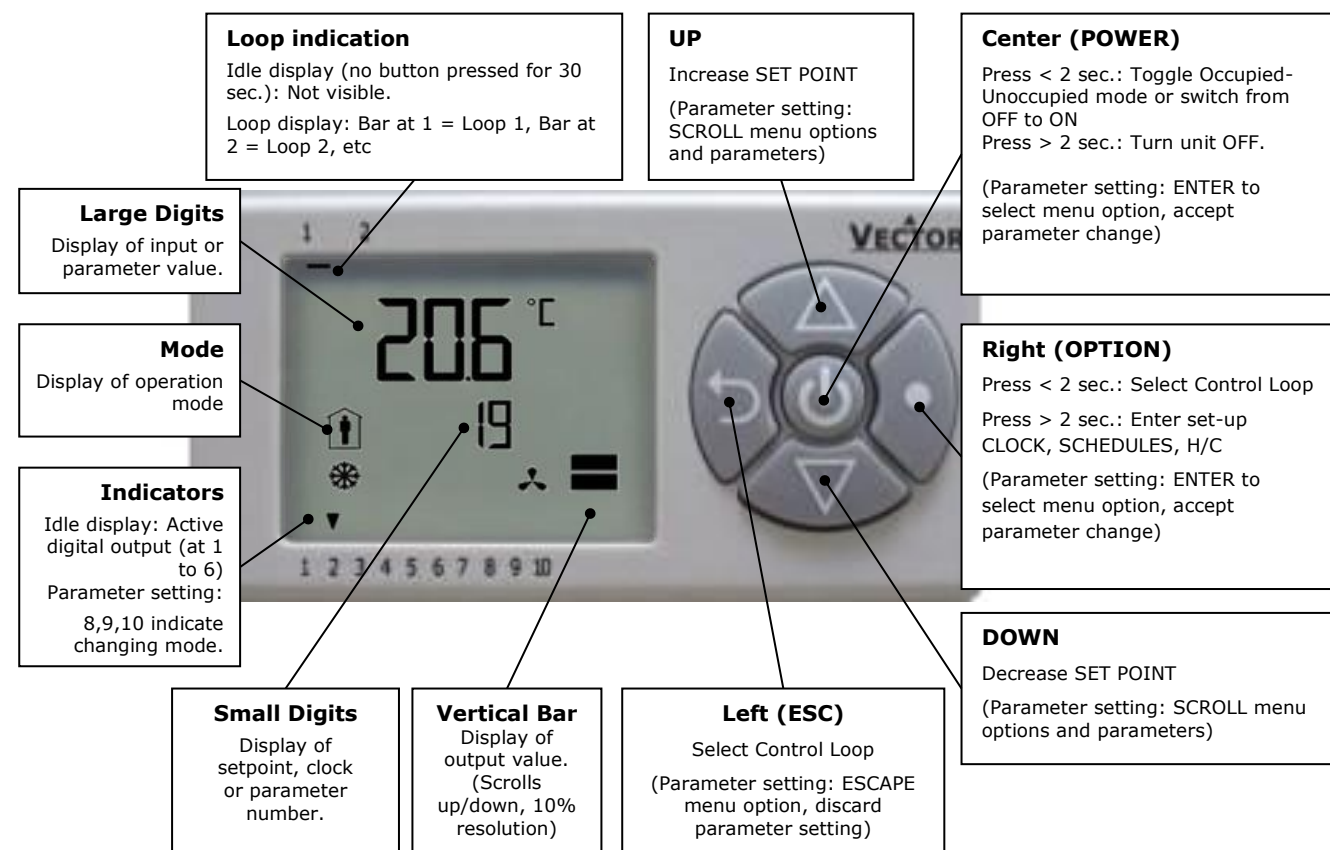 Loop indication
Idle display (no button pressed for 30
sec.): Not visible.
Loop display: Bar at 1 = Loop 1, Bar at
2 = Loop 2, etc
UP
Increase SET POINT
(Parameter setting:
SCROLL menu options
and parameters)
Center (POWER)
Press < 2 sec.: Toggle Occupied-
Unoccupied mode or switch from
OFF to ON
Press > 2 sec.: Turn unit OFF.
(Parameter setting: ENTER to
select menu option, accept
parameter change)
Large Digits
Display of input or
parameter value.
1 2
VECTOR
20.6 °C
Mode
Display of operation
mode
19
Right (OPTION)
Press < 2 sec.: Select Control Loop
Press > 2 sec.: Enter set-up
CLOCK, SCHEDULES, H/C
(Parameter setting: ENTER to
select menu option, accept
parameter change)
Indicators
Idle display: Active
digital output (at 1
to 6)
Parameter setting:
8,9,10 indicate
changing mode.
1 2 3 4 5 6 7 8 9 10
DOWN
Decrease SET POINT
(Parameter setting: SCROLL menu
options and parameters)
Small Digits
Display of
setpoint, clock
or parameter
number.
Vertical Bar
Display of
output value.
(Scrolls
up/down, 10%
resolution)
Left (ESC)
Select Control Loop
(Parameter setting: ESCAPE
menu option, discard
parameter setting)